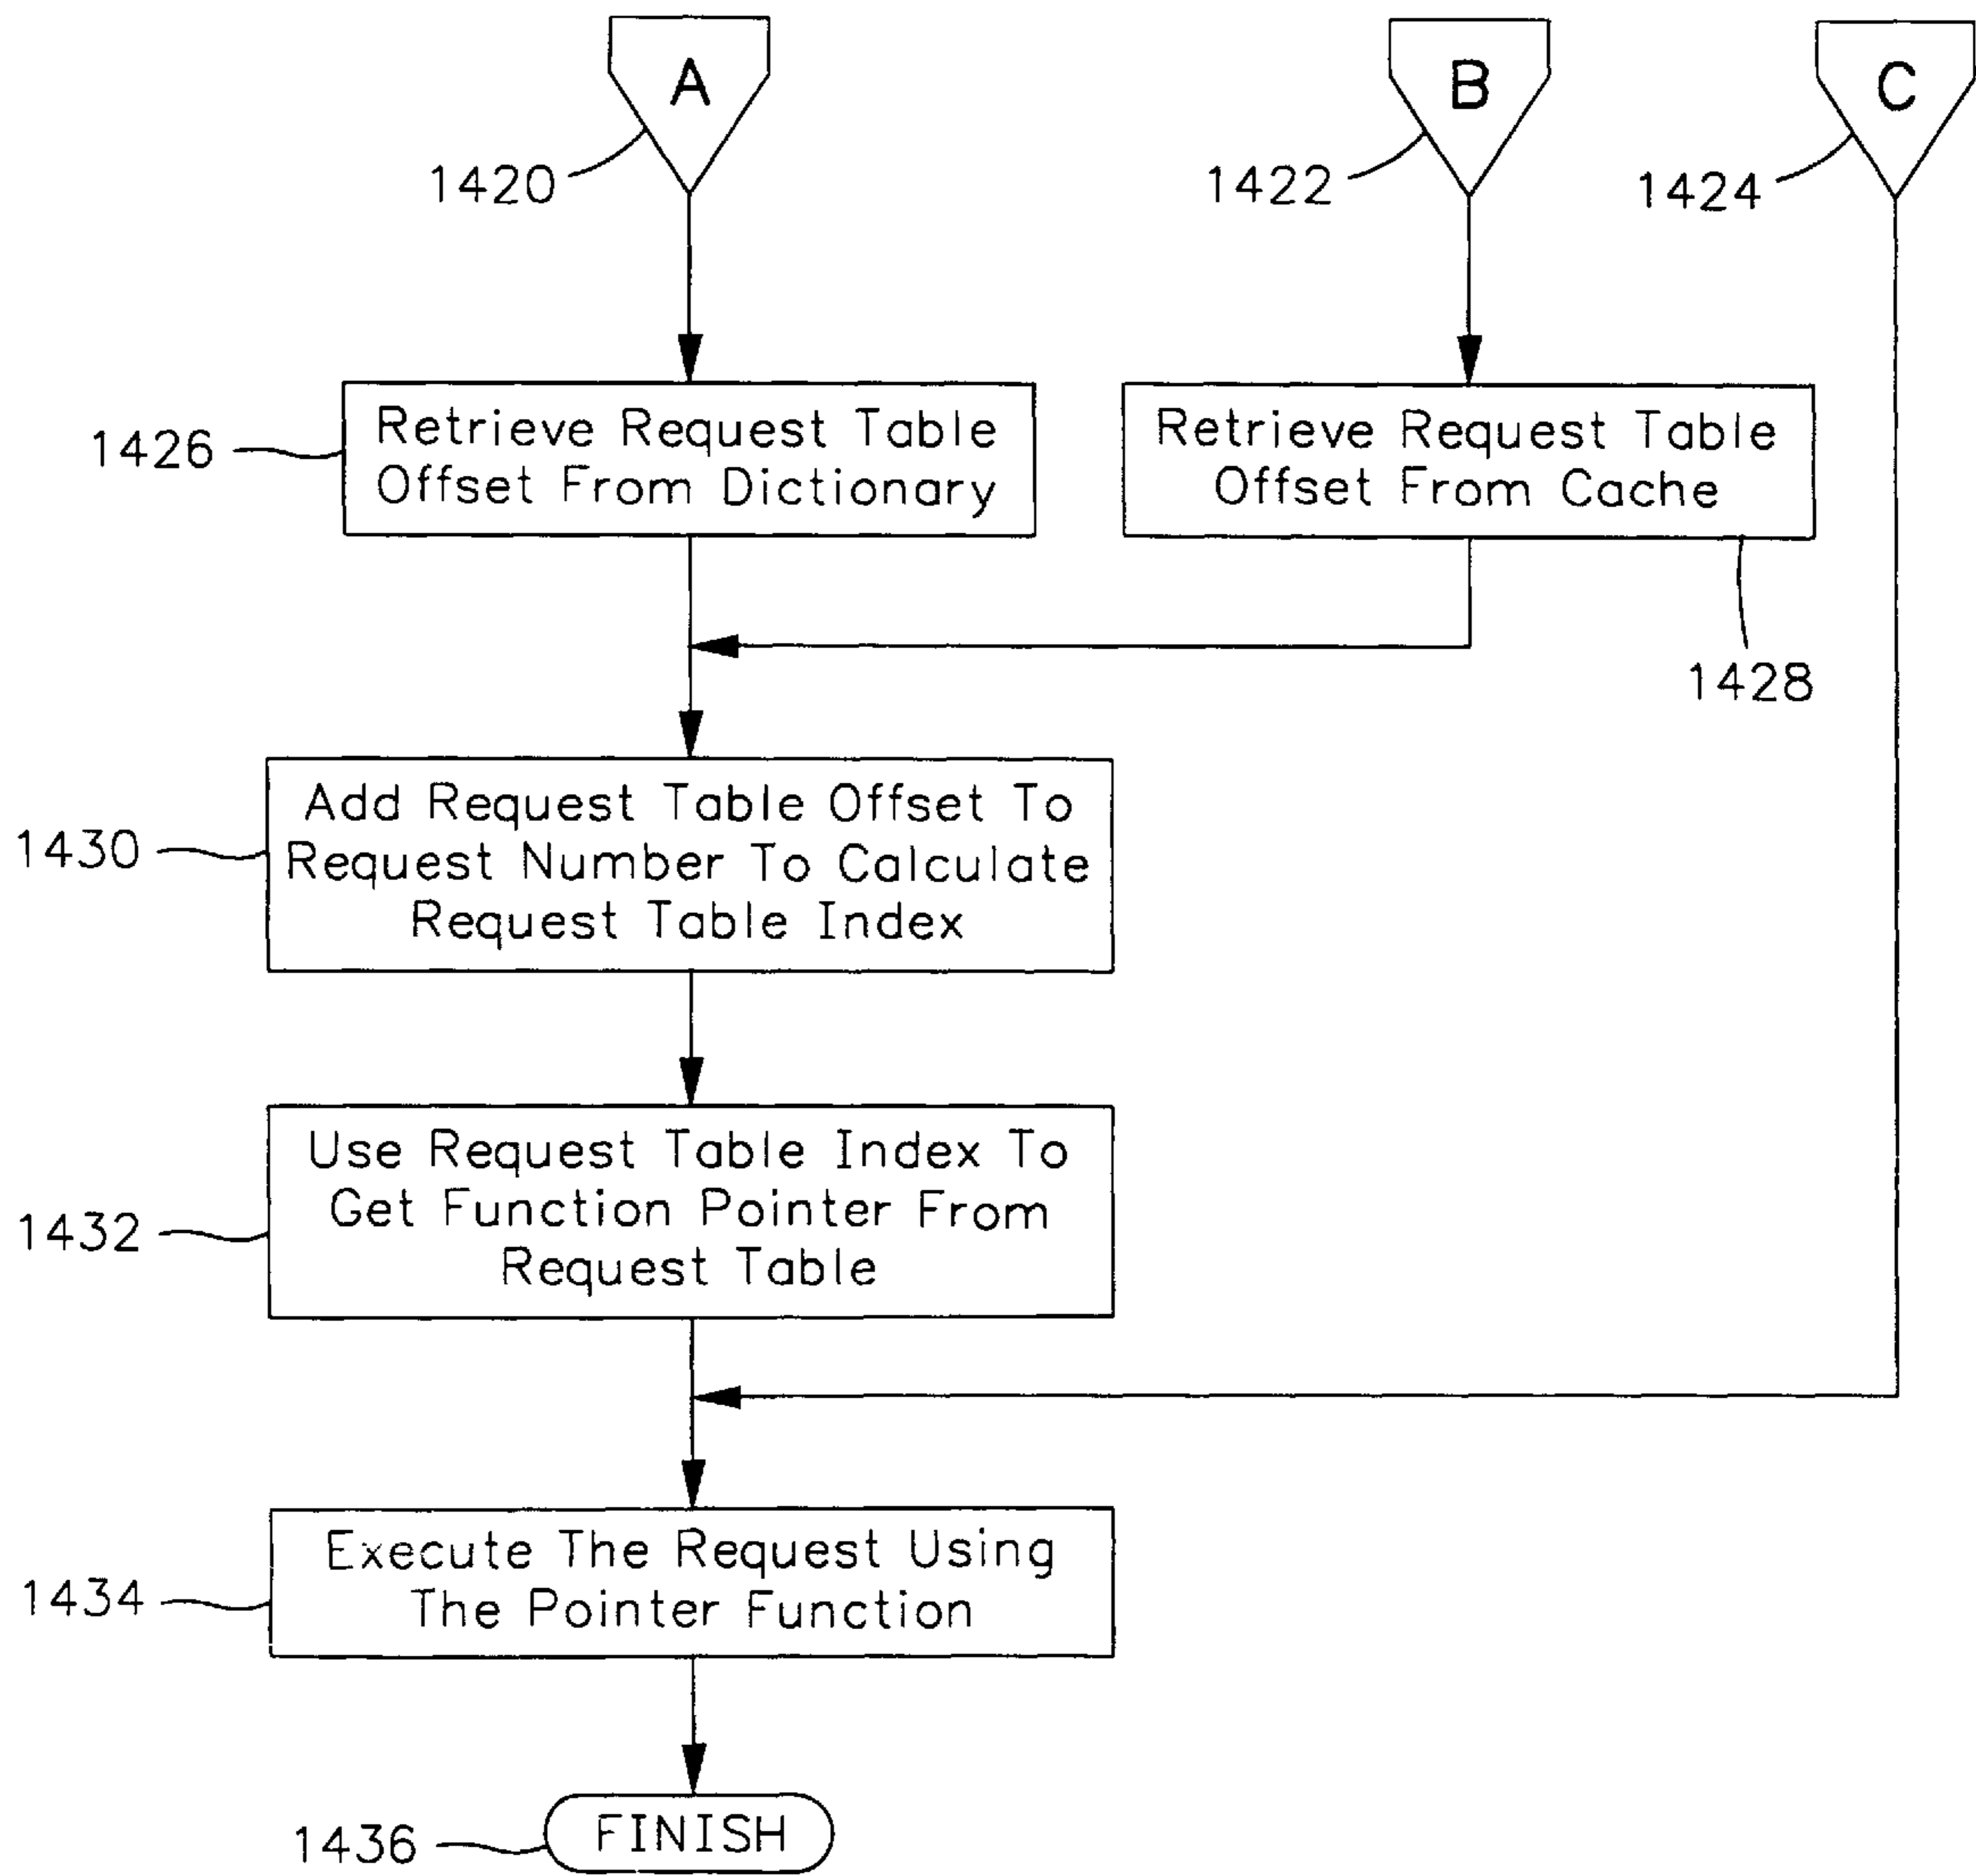 A
B
C
1420
1422
1424
Retrieve Request Table
Offset From Dictionary
1426
Retrieve Request Table
Offset From Cache
1428
Add Request Table Offset To
Request Number To Calculate
Request Table Index
1430
Use Request Table Index To
Get Function Pointer From
Request Table
1432
Execute The Request Using
The Pointer Function
1434
FINISH
1436